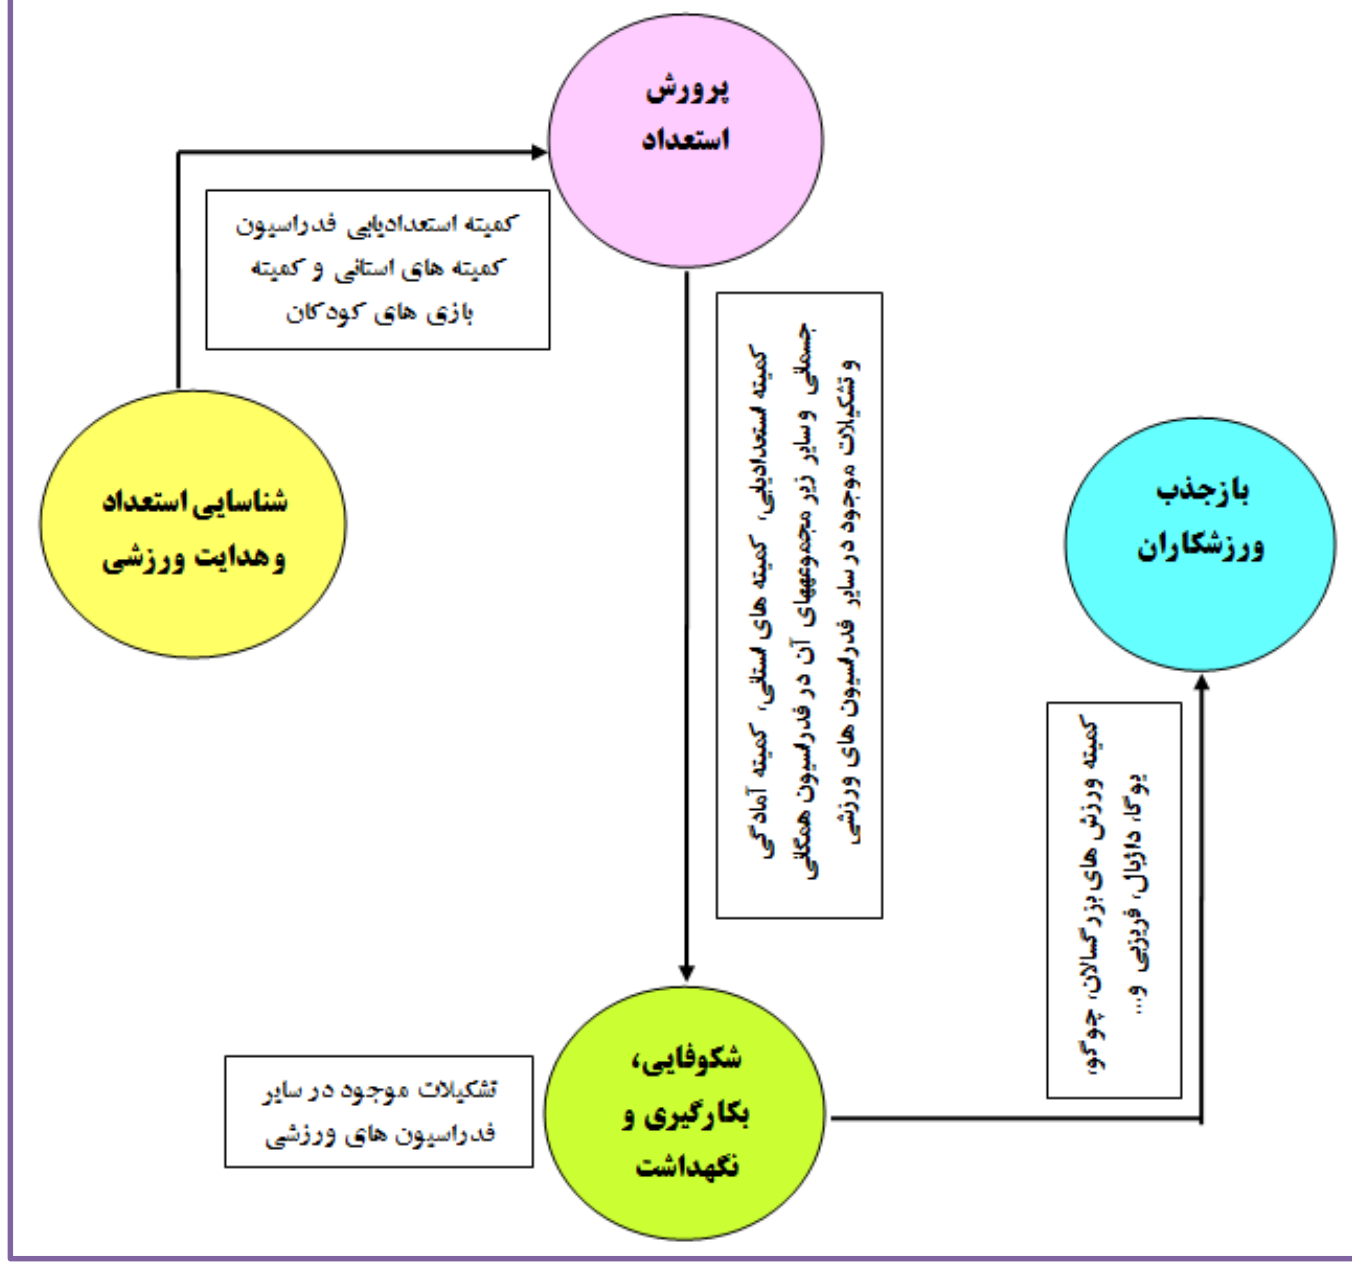 پرورش
استعداد
کمیته استعدادیابی فدراسیون
کمیته های استانی و کمیته
بازی های کودکان
شناسایی استعداد
و هدایت ورزشی
کمیته استعدادیابی، کمیته های استانی، کمیته آمادگی
جسمانی و سایر زیر مجموعههای آن در فدراسیون همگانی
و تشکیلات موجود در سایر فدراسیون های ورزشی
بازجذب
ورزشکاران
کمیته ورزش های بزرگسالان، چوگو،
یوگا، داژبال، فریزبی و...
شکوفایی،
بکارگیری و
نگهداشت
تشکیلات موجود در سایر
فدراسیون های ورزشی